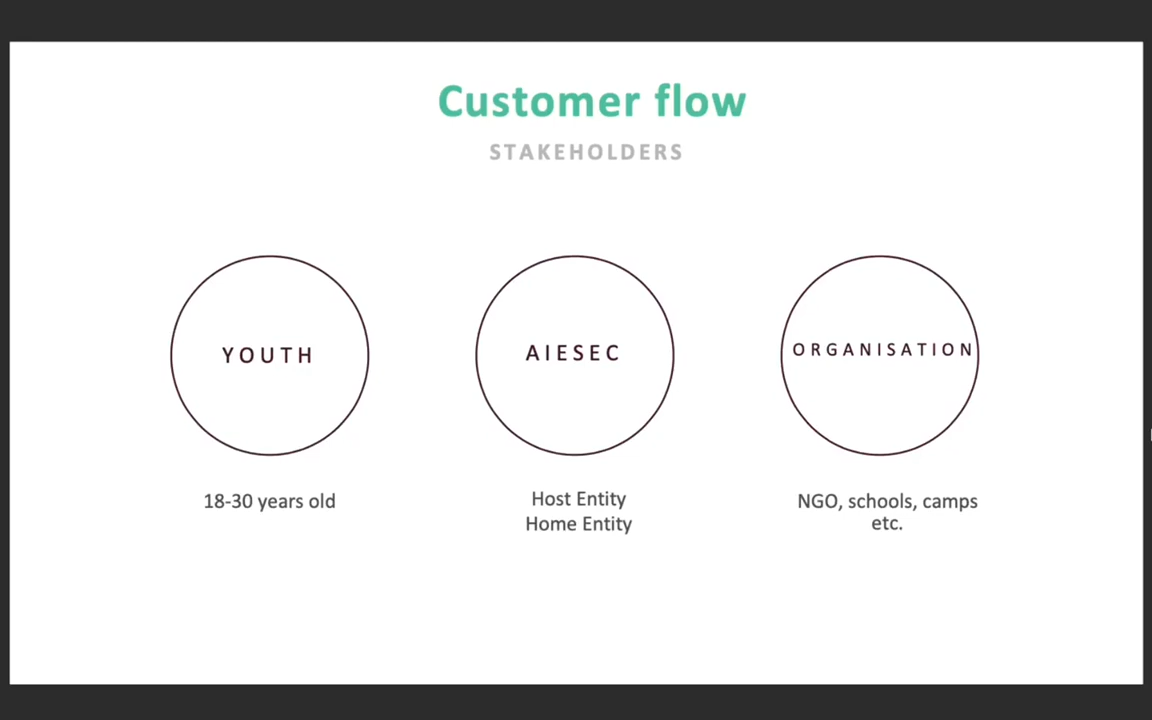 Customer flow
STAKEHOLDERS
YOUTH
AIESEC
ORGANISATION
18-30 years old
Host Entity
Home Entity
NGO, schools, camps
etc.